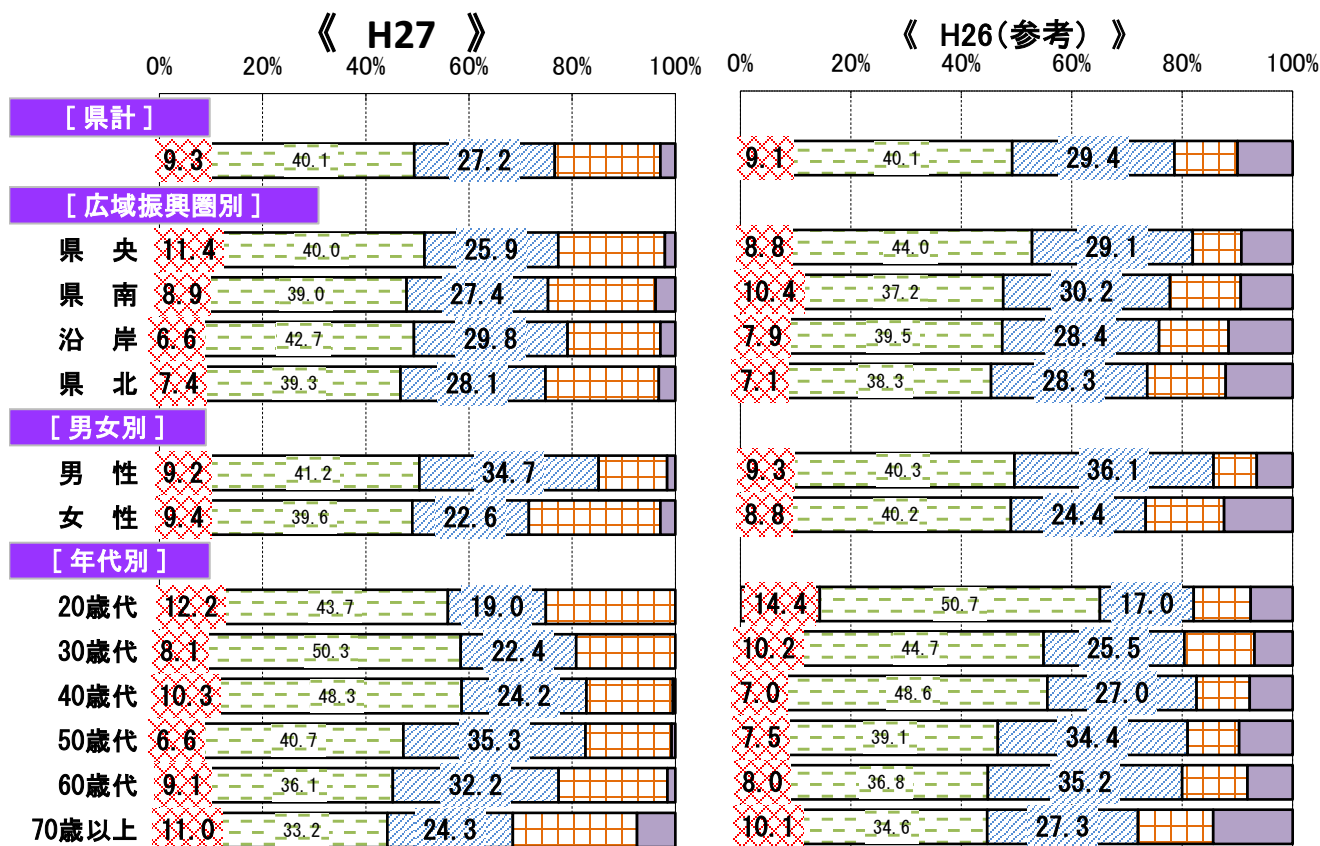 《 H27 》 《 H26(参考) 》
0% 20% 40% 60% 80% 100% 0% 20% 40% 60% 80% 100%
[ 県計 ]
9.3 40.1 27.2 9.1 40.1 29.4
[ 広域振興圏別 ]
県 央 11.4 40.0 25.9 8.8 44.0 29.1
県 南 8.9 39.0 27.4 10.4 37.2 30.2
沿 岸 6.6 42.7 29.8 7.9 39.5 28.4
県 北 7.4 39.3 28.1 7.1 38.3 28.3
[ 男女別 ]
男 性 9.2 41.2 34.7 9.3 40.3 36.1
女 性 9.4 39.6 22.6 8.8 40.2 24.4
[ 年代別 ]
20歳代 12.2 43.7 19.0 14.4 50.7 17.0
30歳代 8.1 50.3 22.4 10.2 44.7 25.5
40歳代 10.3 48.3 24.2 7.0 48.6 27.0
50歳代 6.6 40.7 35.3 7.5 39.1 34.4
60歳代 9.1 36.1 32.2 8.0 36.8 35.2
70歳以上 11.0 33.2 24.3 10.1 34.6 27.3